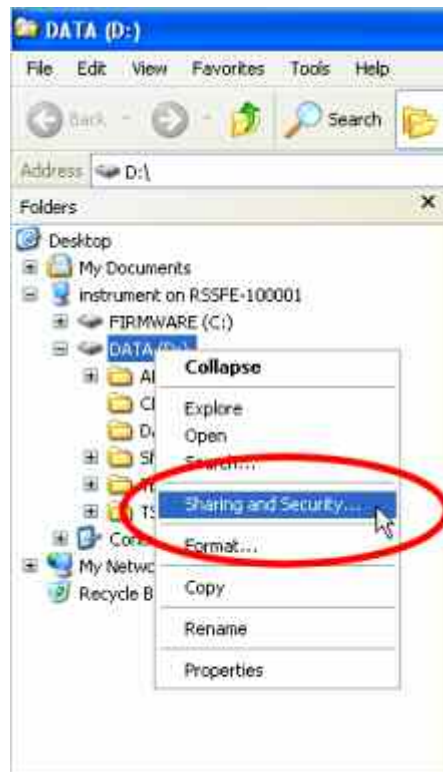 DATA (D:)
File Edit View Favorites Tools Help
Back Search
Address D:\
Folders
Desktop
My Documents
instrument on RSSFE-100001
FIRMWARE (C:)
DATA (D:)
Collapse
Explore
Open
Search...
Sharing and Security...
Format...
Copy
Recycle B
Rename
Properties